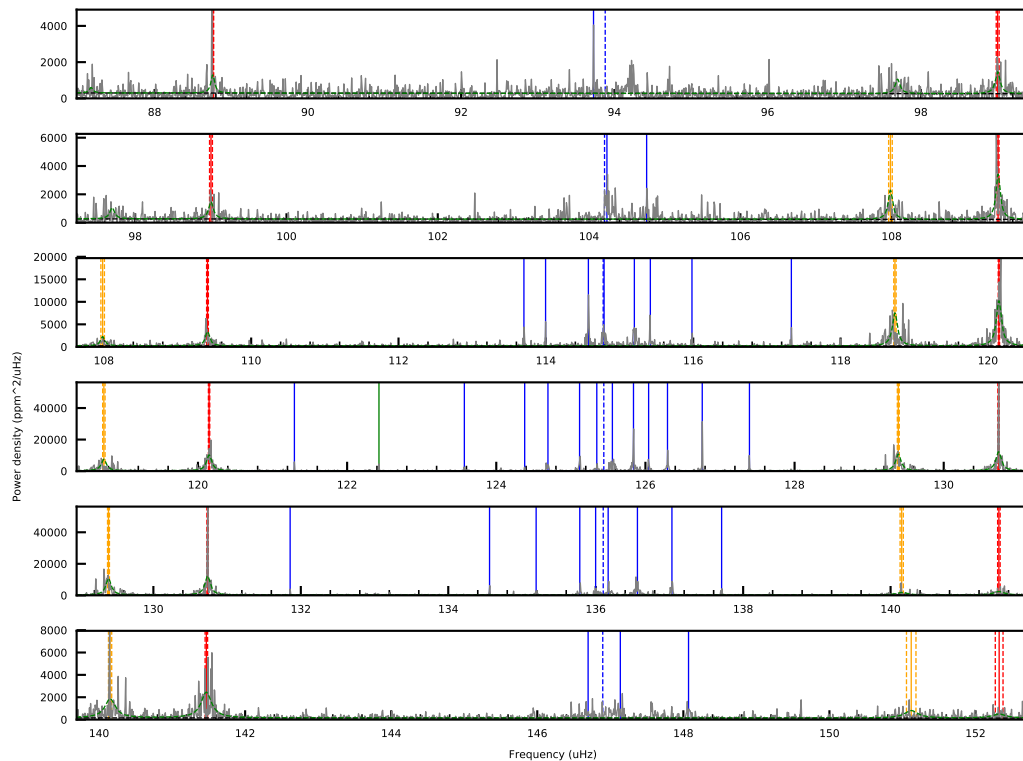 4000
2000
0
88 90 92 94 96 98
6000
4000
2000
0
98 100 102 104 106 108
20000
15000
10000
5000
0
108 110 112 114 116 118 120
Power density (ppm^2/uHz)
40000
20000
0
120 122 124 126 128 130
40000
20000
0
130 132 134 136 138 140
8000
6000
4000
2000
0
140 142 144 146 148 150 152
Frequency (uHz)